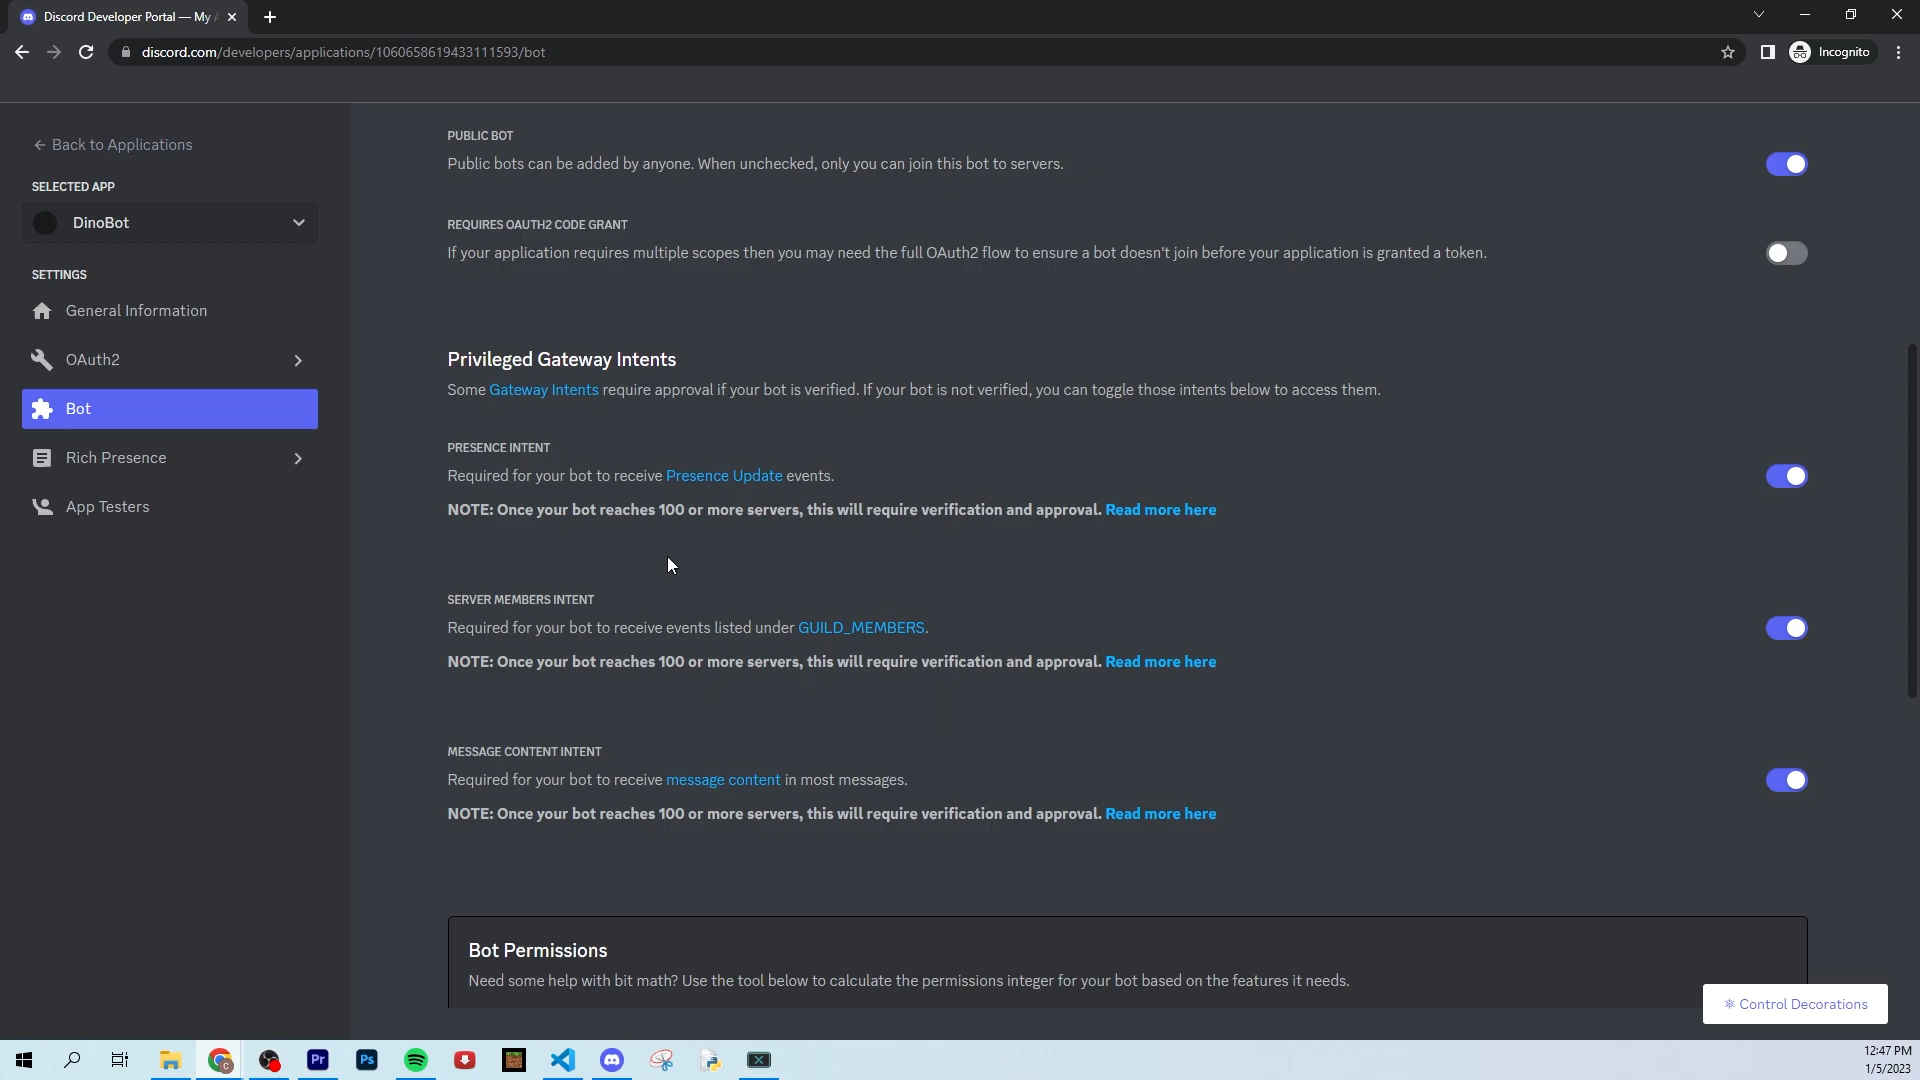 Discord Developer Portal — My A
discord.com/developers/applications/1060658619433111593/bot
Incognito
← Back to Applications
SELECTED APP
DinoBot
SETTINGS
General Information
OAuth2
Bot
Rich Presence
App Testers
PUBLIC BOT
Public bots can be added by anyone. When unchecked, only you can join this bot to servers.
REQUIRES OAUTH2 CODE GRANT
If your application requires multiple scopes then you may need the full OAuth2 flow to ensure a bot doesn't join before your application is granted a token.
Privileged Gateway Intents
Some Gateway Intents require approval if your bot is verified. If your bot is not verified, you can toggle those intents below to access them.
PRESENCE INTENT
Required for your bot to receive Presence Update events.
NOTE: Once your bot reaches 100 or more servers, this will require verification and approval. Read more here
SERVER MEMBERS INTENT
Required for your bot to receive events listed under GUILD_MEMBERS.
NOTE: Once your bot reaches 100 or more servers, this will require verification and approval. Read more here
MESSAGE CONTENT INTENT
Required for your bot to receive message content in most messages.
NOTE: Once your bot reaches 100 or more servers, this will require verification and approval. Read more here
Bot Permissions
Need some help with bit math? Use the tool below to calculate the permissions integer for your bot based on the features it needs.
❄ Control Decorations
C
Pr
Ps
12:47 PM
1/5/2023